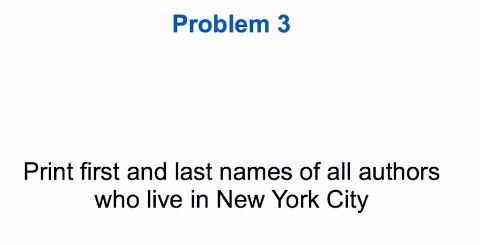 Problem 3
Print first and last names of all authors
who live in New York City